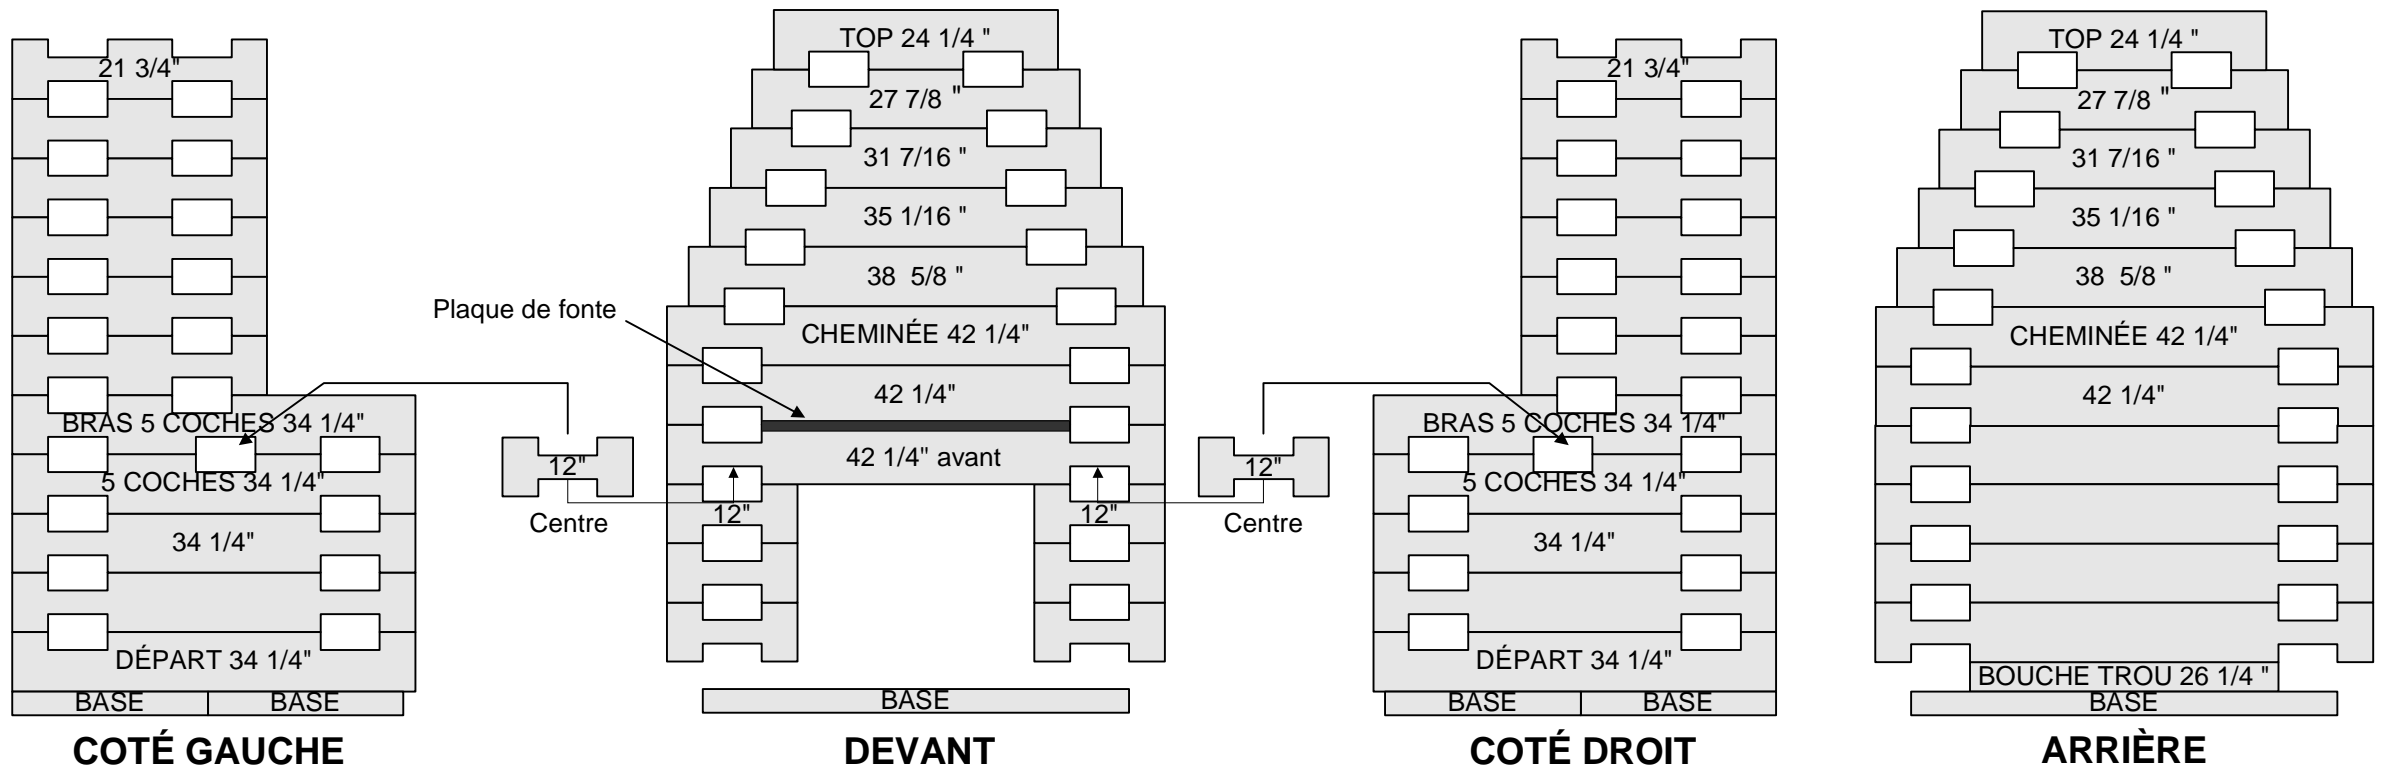 21 3/4"
BRAS 5 COCHES 34 1/4"
5 COCHES 34 1/4"
34 1/4"
DÉPART 34 1/4"
BASE BASE
COTÉ GAUCHE
Plaque de fonte
12"
Centre
TOP 24 1/4 "
27 7/8 "
31 7/16 "
35 1/16 "
38 5/8 "
CHEMINÉE 42 1/4"
42 1/4"
42 1/4" avant
12" 12"
BASE
DEVANT
12"
Centre
21 3/4"
BRAS 5 COCHES 34 1/4"
5 COCHES 34 1/4"
34 1/4"
DÉPART 34 1/4"
BASE BASE
COTÉ DROIT
TOP 24 1/4 "
27 7/8 "
31 7/16 "
35 1/16 "
38 5/8 "
CHEMINÉE 42 1/4"
42 1/4"
BOUCHE TROU 26 1/4 "
BASE
ARRIÈRE